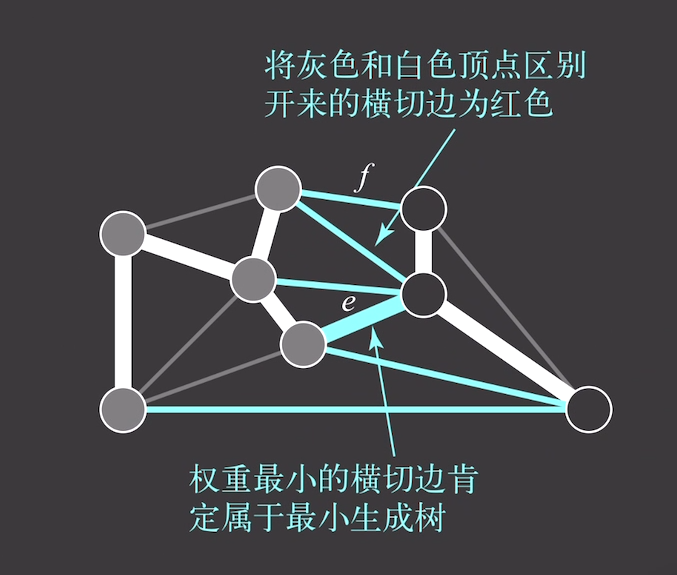 将灰色和白色顶点区别
开来的横切边为红色
f
e
权重最小的横切边肯
定属于最小生成树